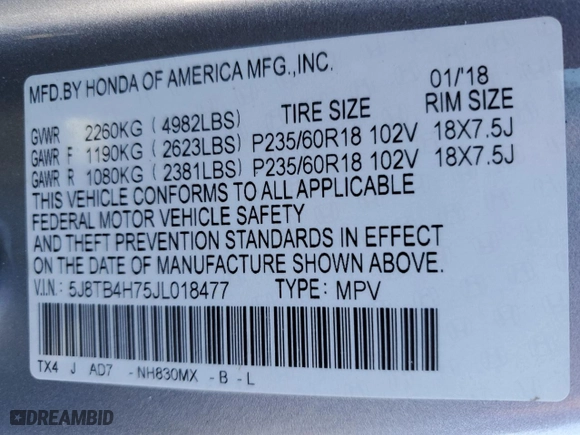 MFD.BY HONDA OF AMERICA MFG.,INC. 01/'18
TIRE SIZE RIM SIZE
GVWR 2260KG ( 4982LBS)
GAWR F 1190KG ( 2623LBS) P235/60R18 102V 18X7.5J
GAWR R 1080KG ( 2381LBS) P235/60R18 102V 18X7.5J
THIS VEHICLE CONFORMS TO ALL APPLICABLE
FEDERAL MOTOR VEHICLE SAFETY
AND THEFT PREVENTION STANDARDS IN EFFECT
ON THE DATE OF MANUFACTURE SHOWN ABOVE.
V.I.N: 5J8TB4H75JL018477 TYPE: MPV
TX4 J AD7 -NH830MX -B -L
DREAMBID